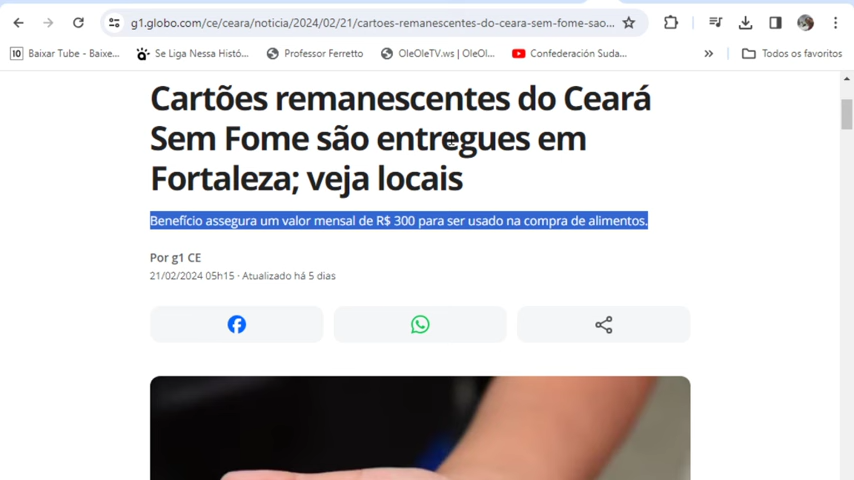 g1.globo.com/ce/ceara/noticia/2024/02/21/cartoes-remanescentes-do-ceara-sem-fome-sao...
10 Baixar Tube - Baixe... Se Liga Nessa Histó... Professor Ferretto OleOleTV.ws | OleOl... Confederación Suda... » Todos os favoritos
Cartões remanescentes do Ceará
Sem Fome são entregues em
Fortaleza; veja locais
Benefício assegura um valor mensal de R$ 300 para ser usado na compra de alimentos.
Por g1 CE
21/02/2024 05h15 · Atualizado há 5 dias